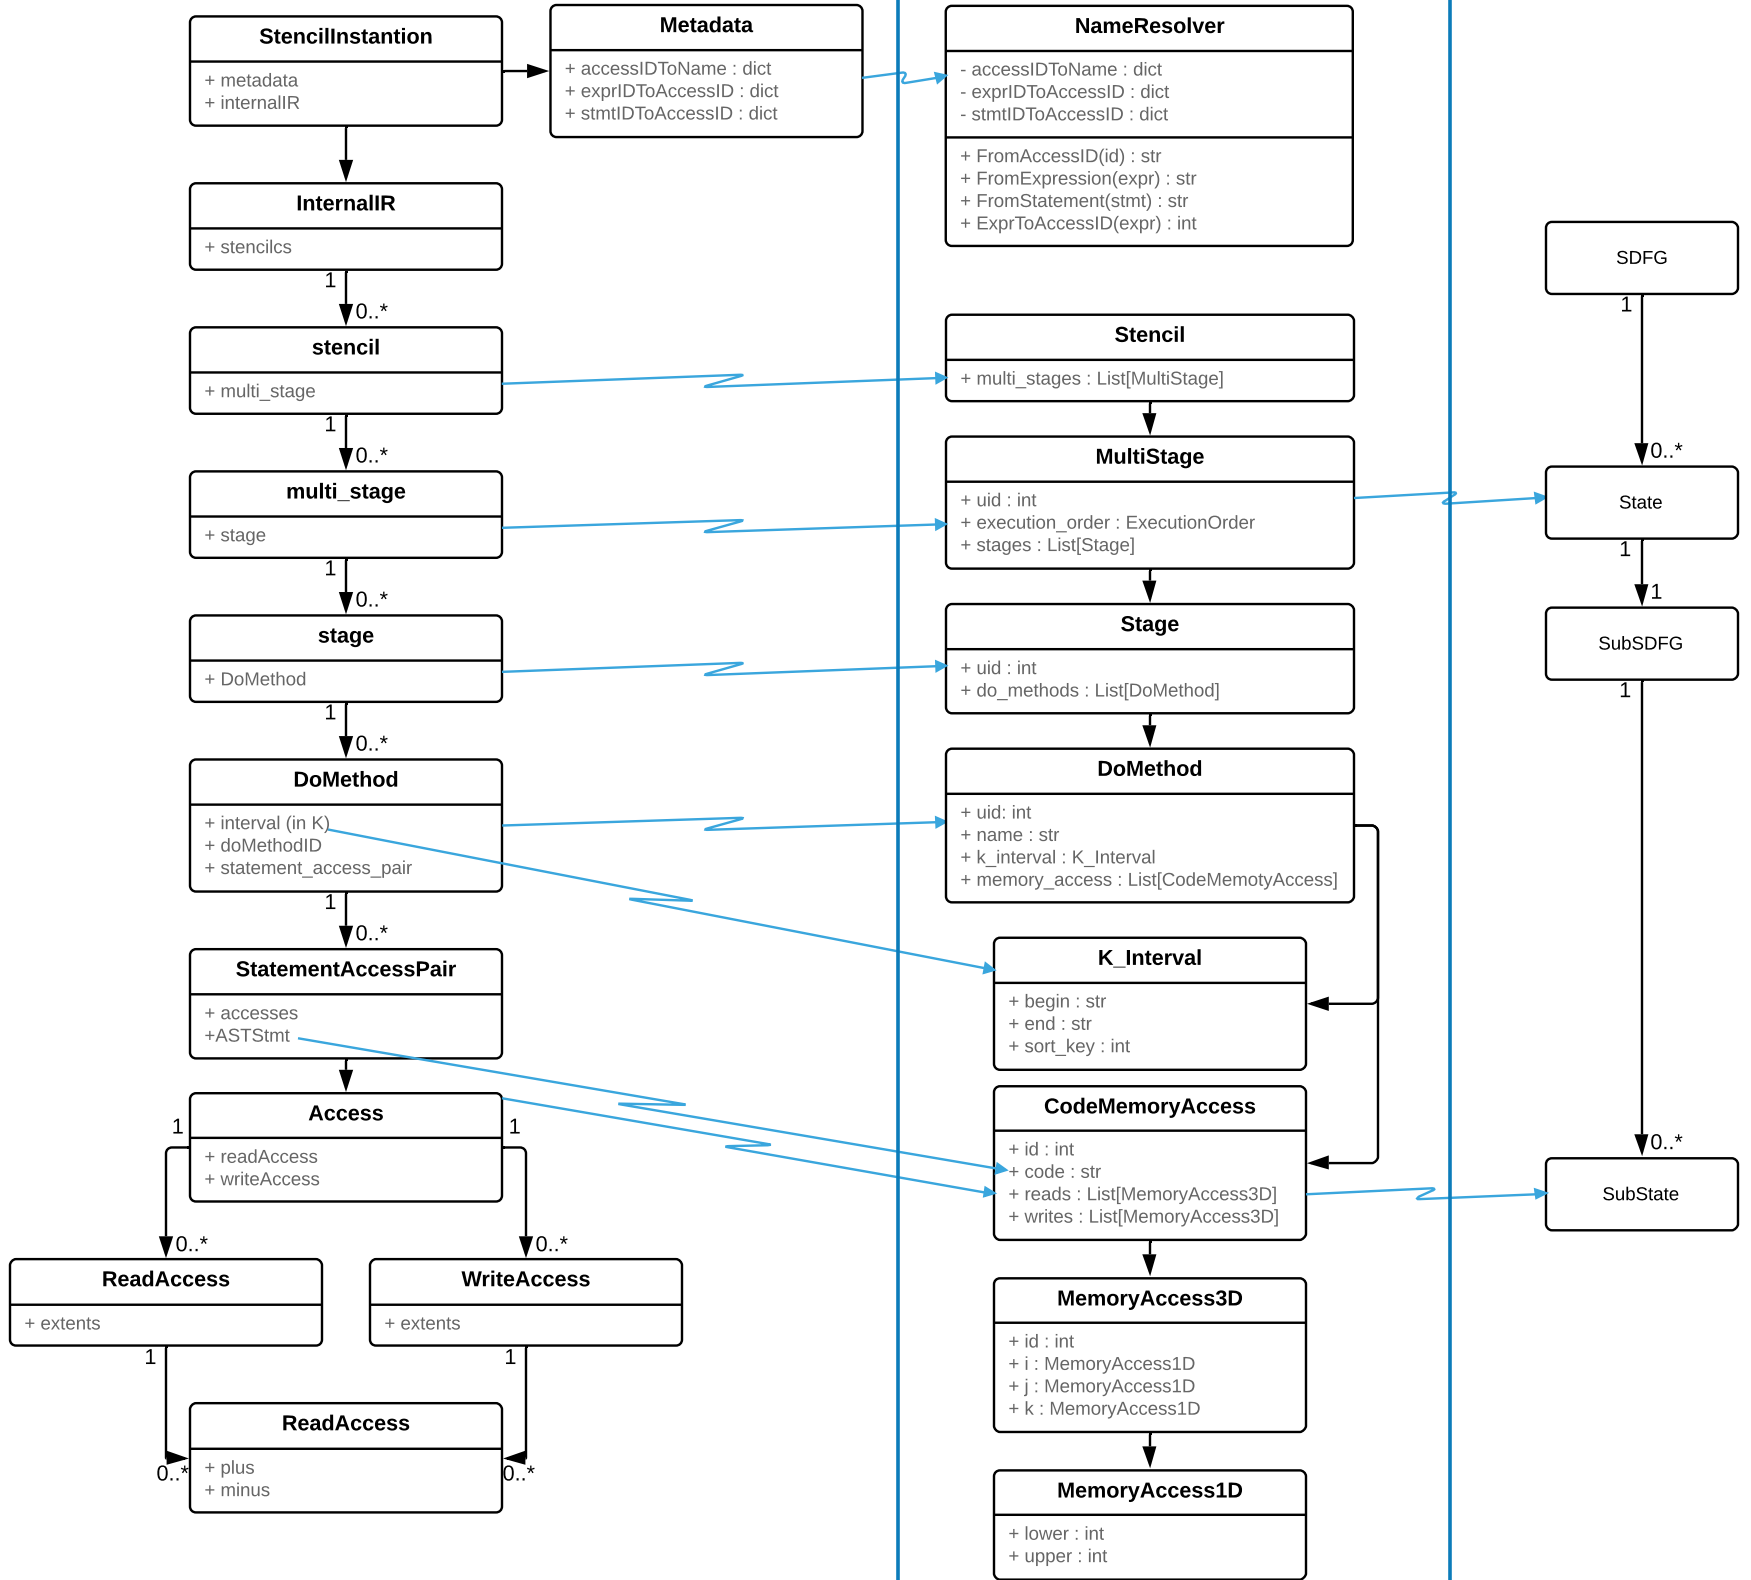 StencilInstantion
+ metadata
+ internalIR
Metadata
+ accessIDToName : dict
+ exprIDToAccessID : dict
+ stmtIDToAccessID : dict
InternalIR
+ stencilcs
1
0..*
stencil
+ multi_stage
1
0..*
multi_stage
+ stage
1
0..*
stage
+ DoMethod
1
0..*
DoMethod
+ interval (in K)
+ doMethodID
+ statement_access_pair
1
0..*
StatementAccessPair
+ accesses
+ASTStmt
Access
+ readAccess
+ writeAccess
1
1
0..*
0..*
ReadAccess
+ extents
WriteAccess
+ extents
1
1
ReadAccess
+ plus
+ minus
0..*
0..*
NameResolver
- accessIDToName : dict
- exprIDToAccessID : dict
- stmtIDToAccessID : dict
+ FromAccessID(id) : str
+ FromExpression(expr) : str
+ FromStatement(stmt) : str
+ ExprToAccessID(expr) : int
Stencil
+ multi_stages : List[MultiStage]
MultiStage
+ uid : int
+ execution_order : ExecutionOrder
+ stages : List[Stage]
Stage
+ uid : int
+ do_methods : List[DoMethod]
DoMethod
+ uid: int
+ name : str
+ k_interval : K_Interval
+ memory_access : List[CodeMemotyAccess]
K_Interval
+ begin : str
+ end : str
+ sort_key : int
CodeMemoryAccess
+ id : int
+ code : str
+ reads : List[MemoryAccess3D]
+ writes : List[MemoryAccess3D]
MemoryAccess3D
+ id : int
+ i : MemoryAccess1D
+ j : MemoryAccess1D
+ k : MemoryAccess1D
MemoryAccess1D
+ lower : int
+ upper : int
SDFG
1
0..*
State
1
1
SubSDFG
1
0..*
SubState